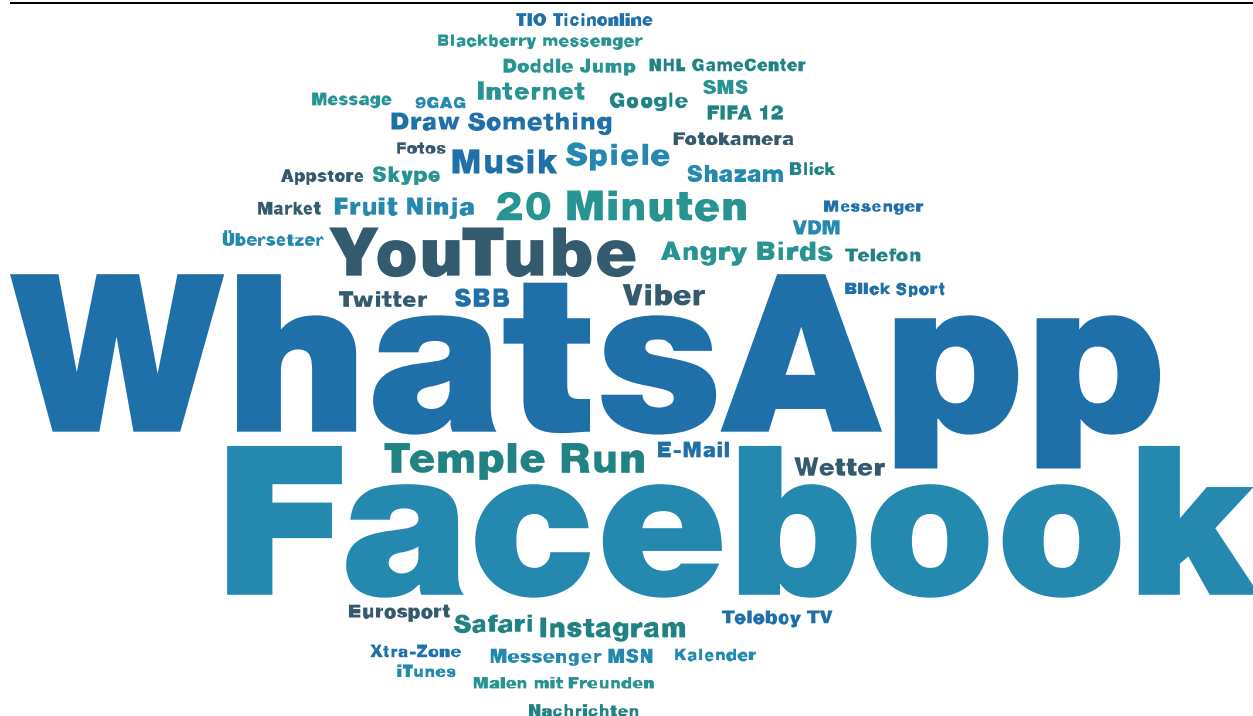 TIO Ticinonline
Blackberry messenger
Doddle Jump NHL GameCenter
Internet SMS
Message 9GAG Google
FIFA 12
Draw Something
Fotokamera
Fotos Musik Spiele
Appstore Skype Shazam Blick
Market Fruit Ninja 20 Minuten Messenger
VDM
Übersetzer YouTube Angry Birds Telefon
Twitter SBB Viber Blick Sport
WhatsApp
Temple Run E-Mail Wetter
Facebook
Eurosport Safari Instagram Teleboy TV
Xtra-Zone Messenger MSN Kalender
iTunes
Malen mit Freunden
Nachrichten